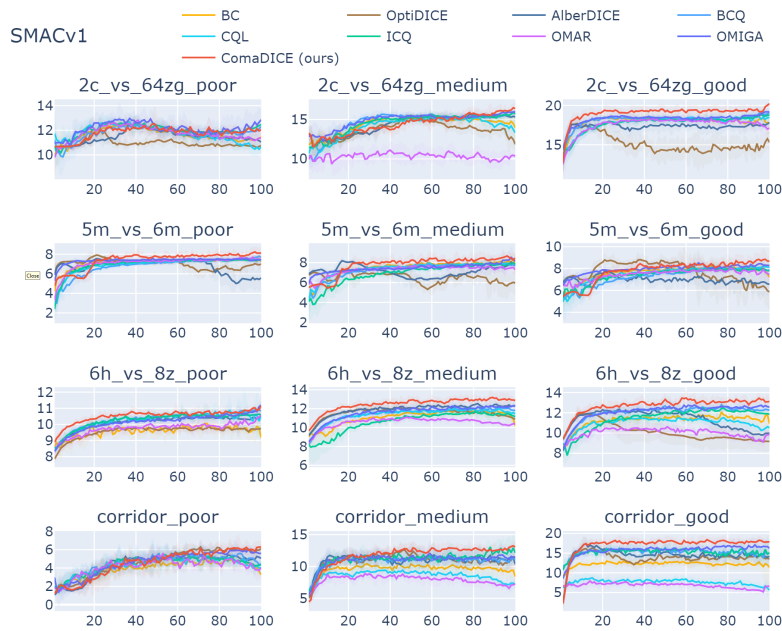 SMACv1
BC OptiDICE AlberDICE BCQ
CQL ICQ OMAR OMIGA
ComaDICE (ours)
2c_vs_64zg_poor 2c_vs_64zg_medium 2c_vs_64zg_good
14 12 10
15 10
20 15
20 40 60 80 100 20 40 60 80 100 20 40 60 80 100
5m_vs_6m_poor 5m_vs_6m_medium 5m_vs_6m_good
8 6 4 2
8 6 4 2
10 8 6 4
Close
20 40 60 80 100 20 40 60 80 100 20 40 60 80 100
6h_vs_8z_poor 6h_vs_8z_medium 6h_vs_8z_good
12 11 10 9 8
14 12 10 8 6
14 12 10 8
20 40 60 80 100 20 40 60 80 100 20 40 60 80 100
corridor_poor corridor_medium corridor_good
8 6 4 2 0
15 10 5
20 15 10 5
20 40 60 80 100 20 40 60 80 100 20 40 60 80 100